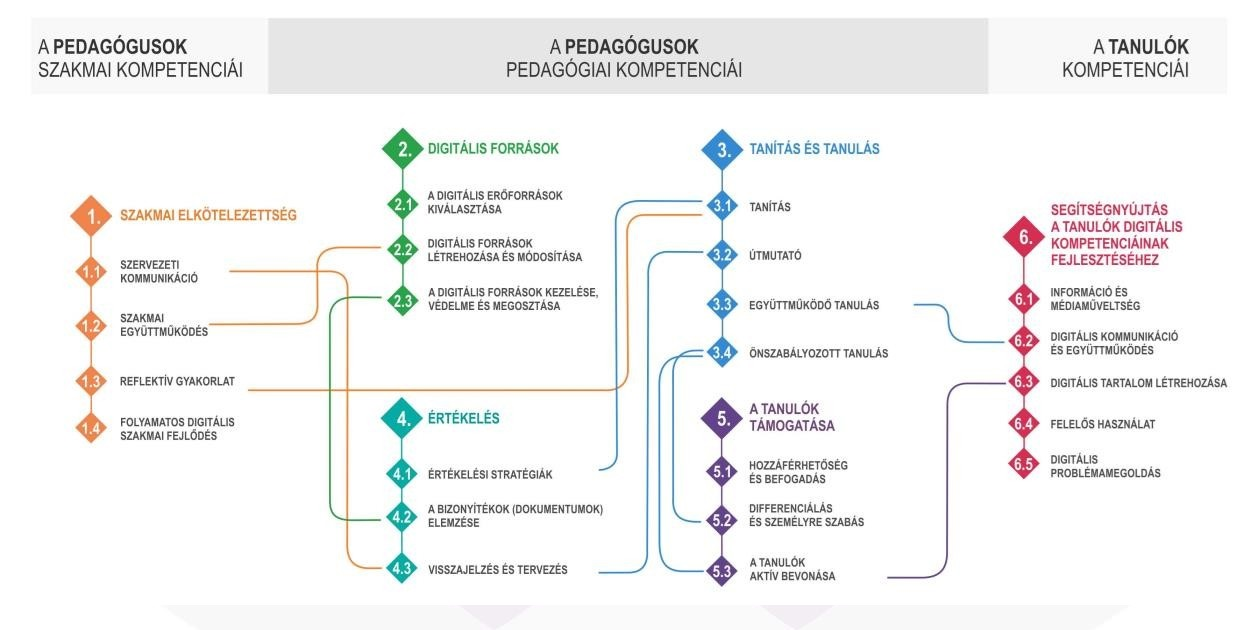 A PEDAGÓGUSOK
SZAKMAI KOMPETENCIÁI
A PEDAGÓGUSOK
PEDAGÓGIAI KOMPETENCIÁI
A TANULÓK
KOMPETENCIÁI
1. SZAKMAI ELKÖTELEZETTSÉG
1.1 SZERVEZETI
KOMMUNIKÁCIÓ
1.2 SZAKMAI
EGYÜTTMŰKÖDÉS
1.3 REFLEKTÍV GYAKORLAT
1.4 FOLYAMATOS DIGITÁLIS
SZAKMAI FEJLŐDÉS
2. DIGITÁLIS FORRÁSOK
2.1 A DIGITÁLIS ERŐFORRÁSOK
KIVÁLASZTÁSA
2.2 DIGITÁLIS FORRÁSOK
LÉTREHOZÁSA ÉS MÓDOSÍTÁSA
2.3 A DIGITÁLIS FORRÁSOK KEZELÉSE,
VÉDELME ÉS MEGOSZTÁSA
4. ÉRTÉKELÉS
4.1 ÉRTÉKELÉSI STRATÉGIÁK
4.2 A BIZONYÍTÉKOK (DOKUMENTUMOK)
ELEMZÉSE
4.3 VISSZAJELZÉS ÉS TERVEZÉS
3. TANÍTÁS ÉS TANULÁS
3.1 TANÍTÁS
3.2 ÚTMUTATÓ
3.3 EGYÜTTMŰKÖDŐ TANULÁS
3.4 ÖNSZABÁLYOZOTT TANULÁS
5. A TANULÓK
TÁMOGATÁSA
5.1 HOZZÁFÉRHETŐSÉG
ÉS BEFOGADÁS
5.2 DIFFERENCIÁLÁS
ÉS SZEMÉLYRE SZABÁS
5.3 A TANULÓK
AKTÍV BEVONÁSA
6. SEGÍTSÉGNYÚJTÁS
A TANULÓK DIGITÁLIS
KOMPETENCIÁINAK
FEJLESZTÉSÉHEZ
6.1 INFORMÁCIÓ ÉS
MÉDIAMŰVELTSÉG
6.2 DIGITÁLIS KOMMUNIKÁCIÓ
ÉS EGYÜTTMŰKÖDÉS
6.3 DIGITÁLIS TARTALOM LÉTREHOZÁSA
6.4 FELELŐS HASZNÁLAT
6.5 DIGITÁLIS
PROBLÉMAMEGOLDÁS